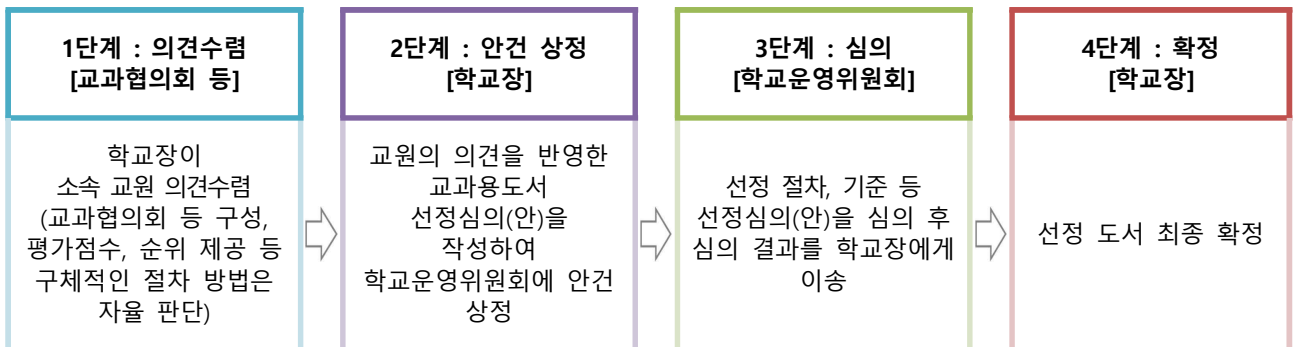 1단계 : 의견수렴
[교과협의회 등]
학교장이
소속 교원 의견수렴
(교과협의회 등 구성,
평가점수, 순위 제공 등
구체적인 절차 방법은
자율 판단)
2단계 : 안건 상정
[학교장]
교원의 의견을 반영한
교과용도서
선정심의(안)을
작성하여
학교운영위원회에 안건
상정
3단계 : 심의
[학교운영위원회]
선정 절차, 기준 등
선정심의(안)을 심의 후
심의 결과를 학교장에게
이송
4단계 : 확정
[학교장]
선정 도서 최종 확정